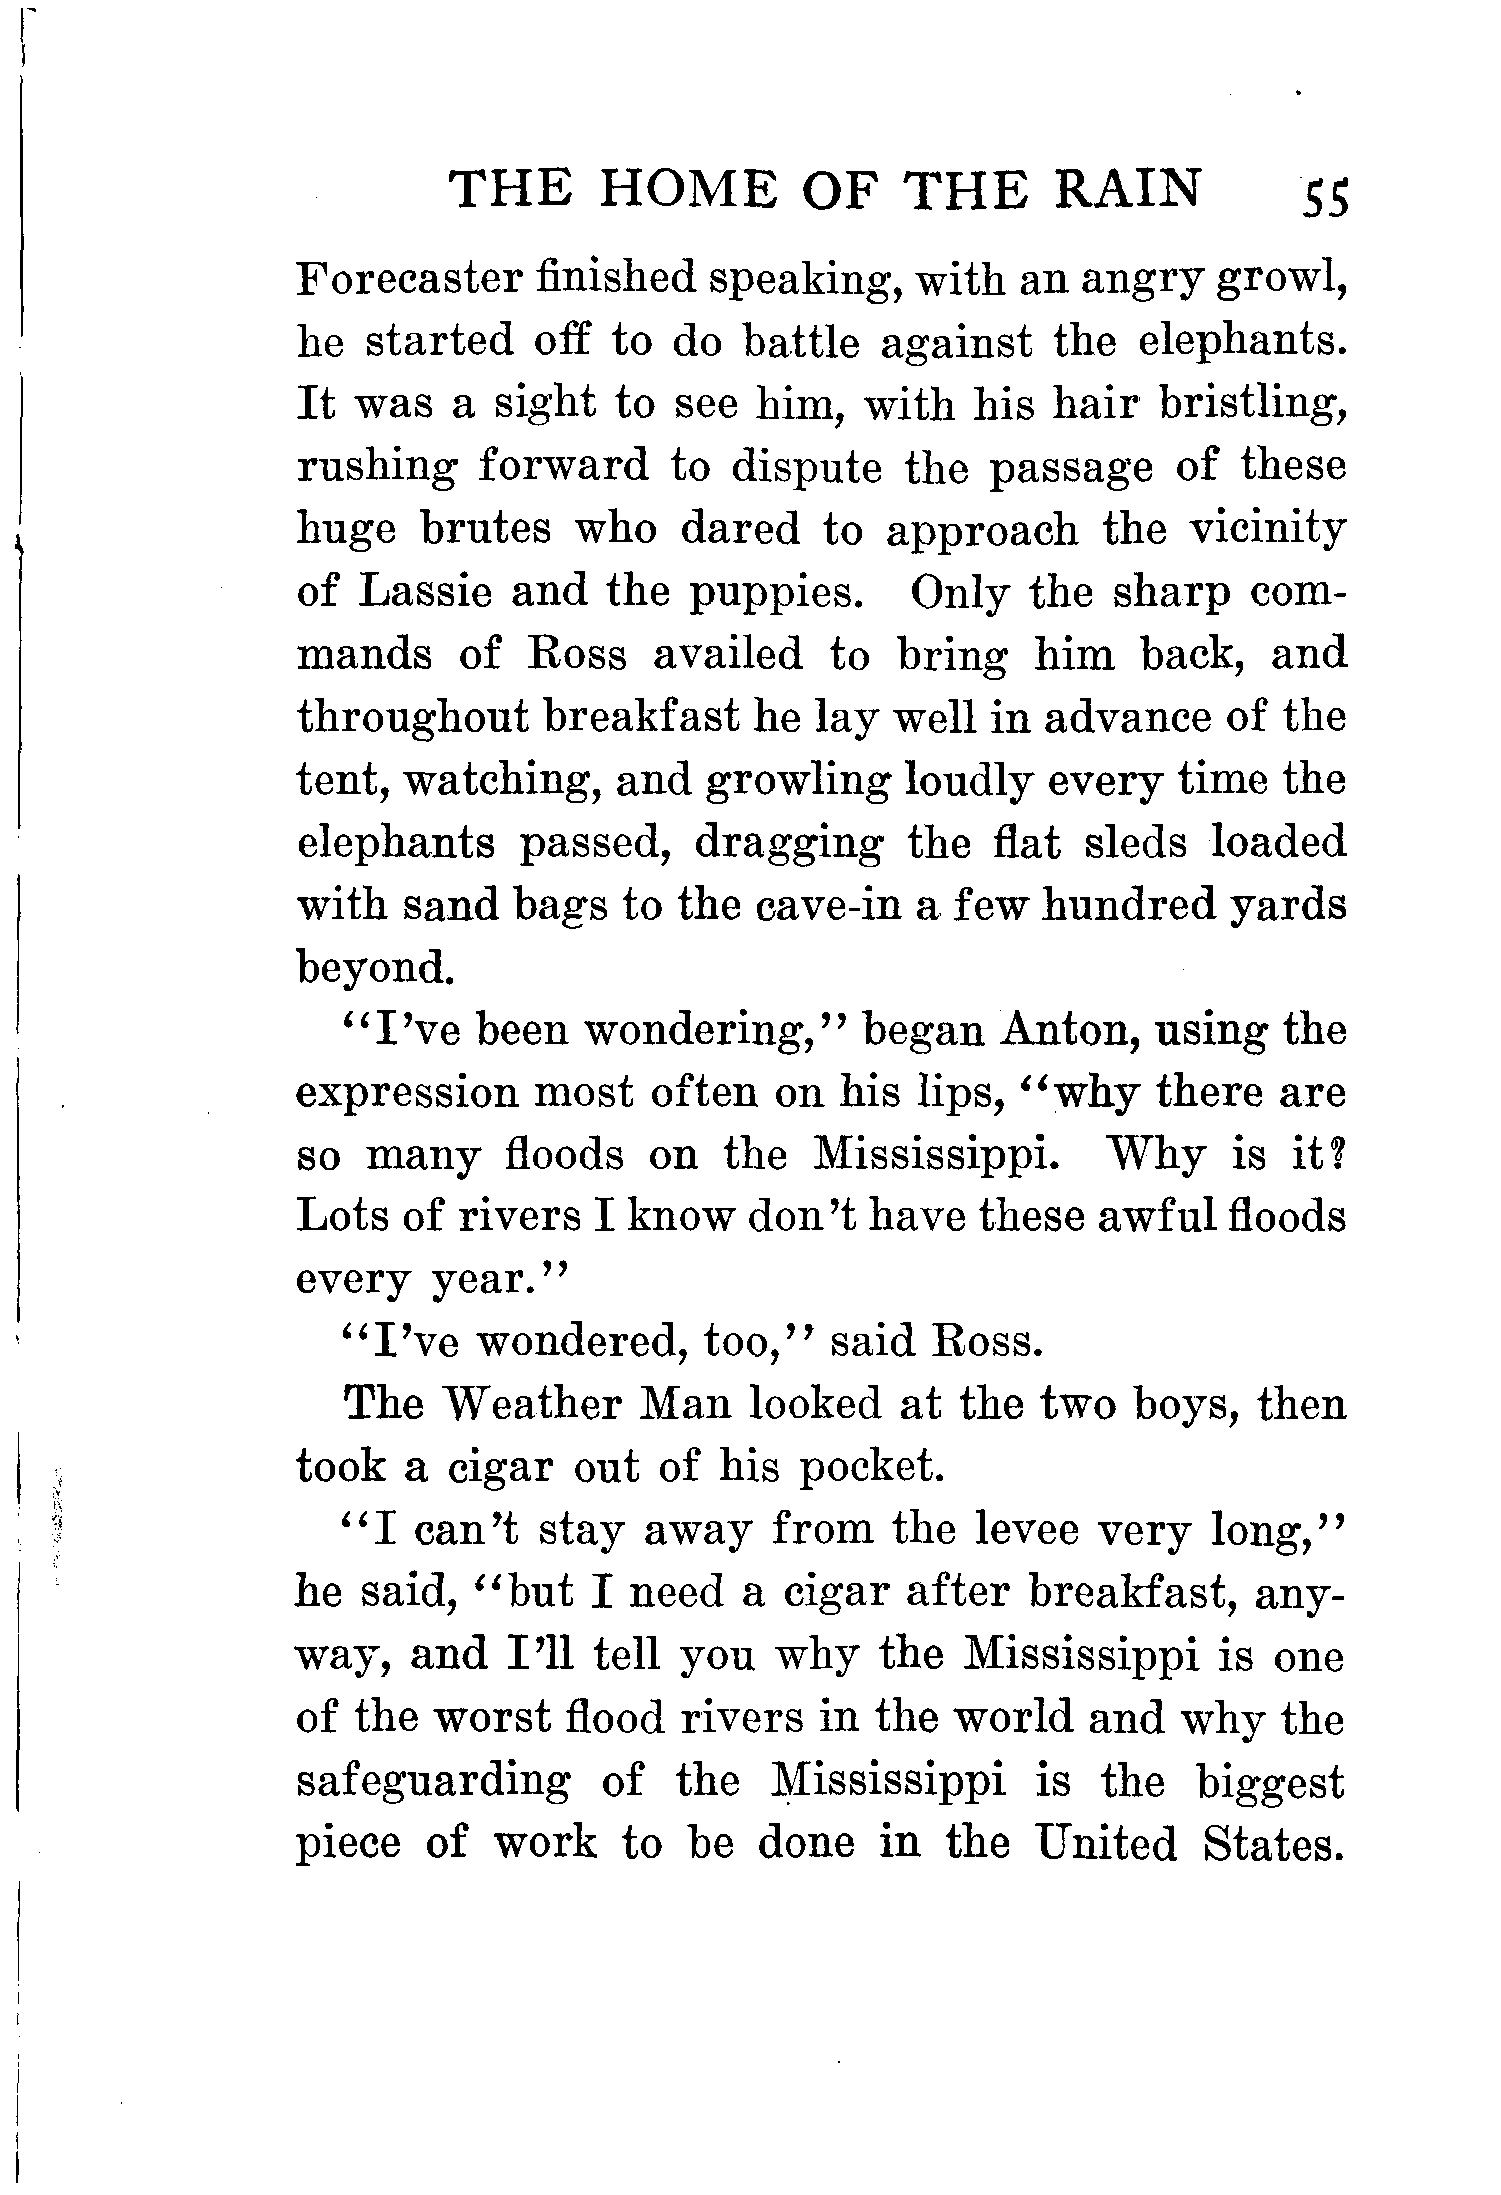 THE HOME OF THE RAIN 55
Forecaster finished speaking, with an angry growl,
he started off to do battle against the elephants.
It was a sight to see him, with his hair bristling,
rushing forward to dispute the passage of these
huge brutes who dared to approach the vicinity
of Lassie and the puppies. Only the sharp com-
mands of Ross availed to bring him back, and
throughout breakfast he lay well in advance of the
tent, watching, and growling loudly every time the
elephants passed, dragging the flat sleds loaded
with sand bags to the cave-in a few hundred yards
beyond.
"I've been wondering," began Anton, using the
expression most often on his lips, "why there are
so many floods on the Mississippi. Why is it?
Lots of rivers I know don't have these awful floods
every year."
"I've wondered, too," said Ross.
The Weather Man looked at the two boys, then
took a cigar out of his pocket.
"I can't stay away from the levee very long,"
he said, "but I need a cigar after breakfast, any-
way, and I'll tell you why the Mississippi is one
of the worst flood rivers in the world and why the
safeguarding of the Mississippi is the biggest
piece of work to be done in the United States.